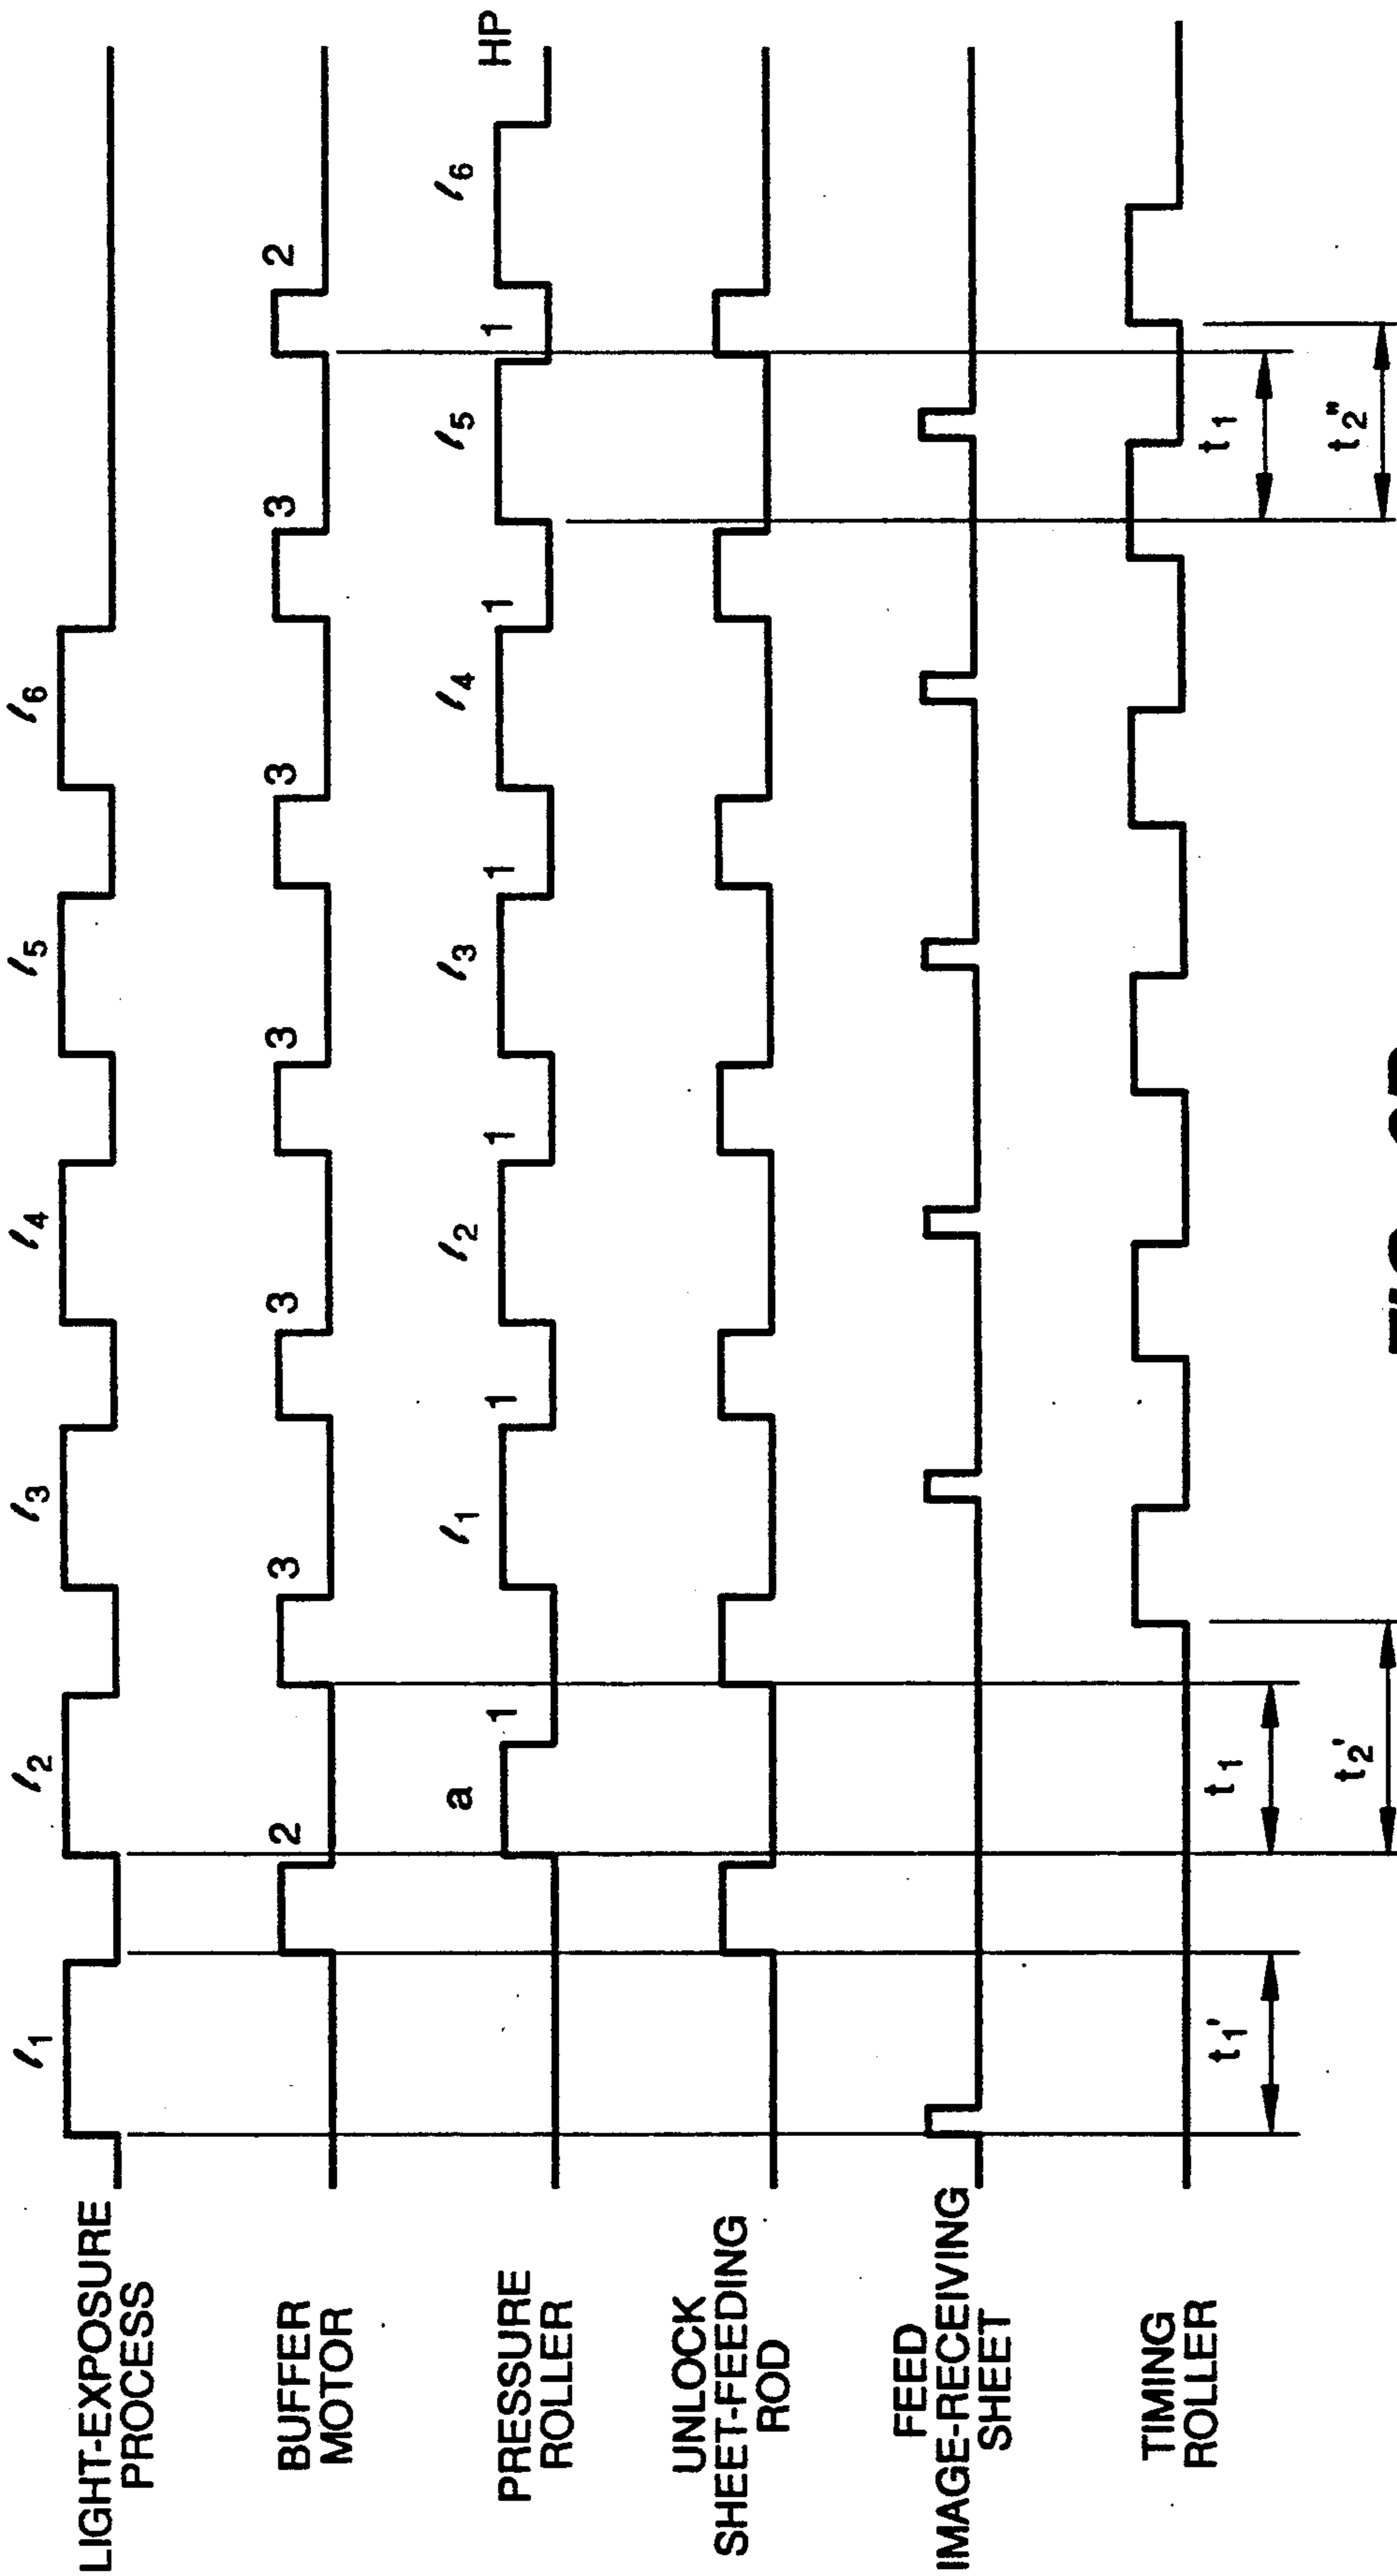 ℓ1 ℓ2 ℓ3 ℓ4 ℓ5 ℓ6
LIGHT-EXPOSURE
PROCESS
2 3 3 3 3 3 2
BUFFER
MOTOR
a 1 ℓ1 1 ℓ2 1 ℓ3 1 ℓ4 1 ℓ5 1 ℓ6 HP
PRESSURE
ROLLER
UNLOCK
SHEET-FEEDING
ROD
FEED
IMAGE-RECEIVING
SHEET
TIMING
ROLLER
t1' t1 t1
t2' t2"